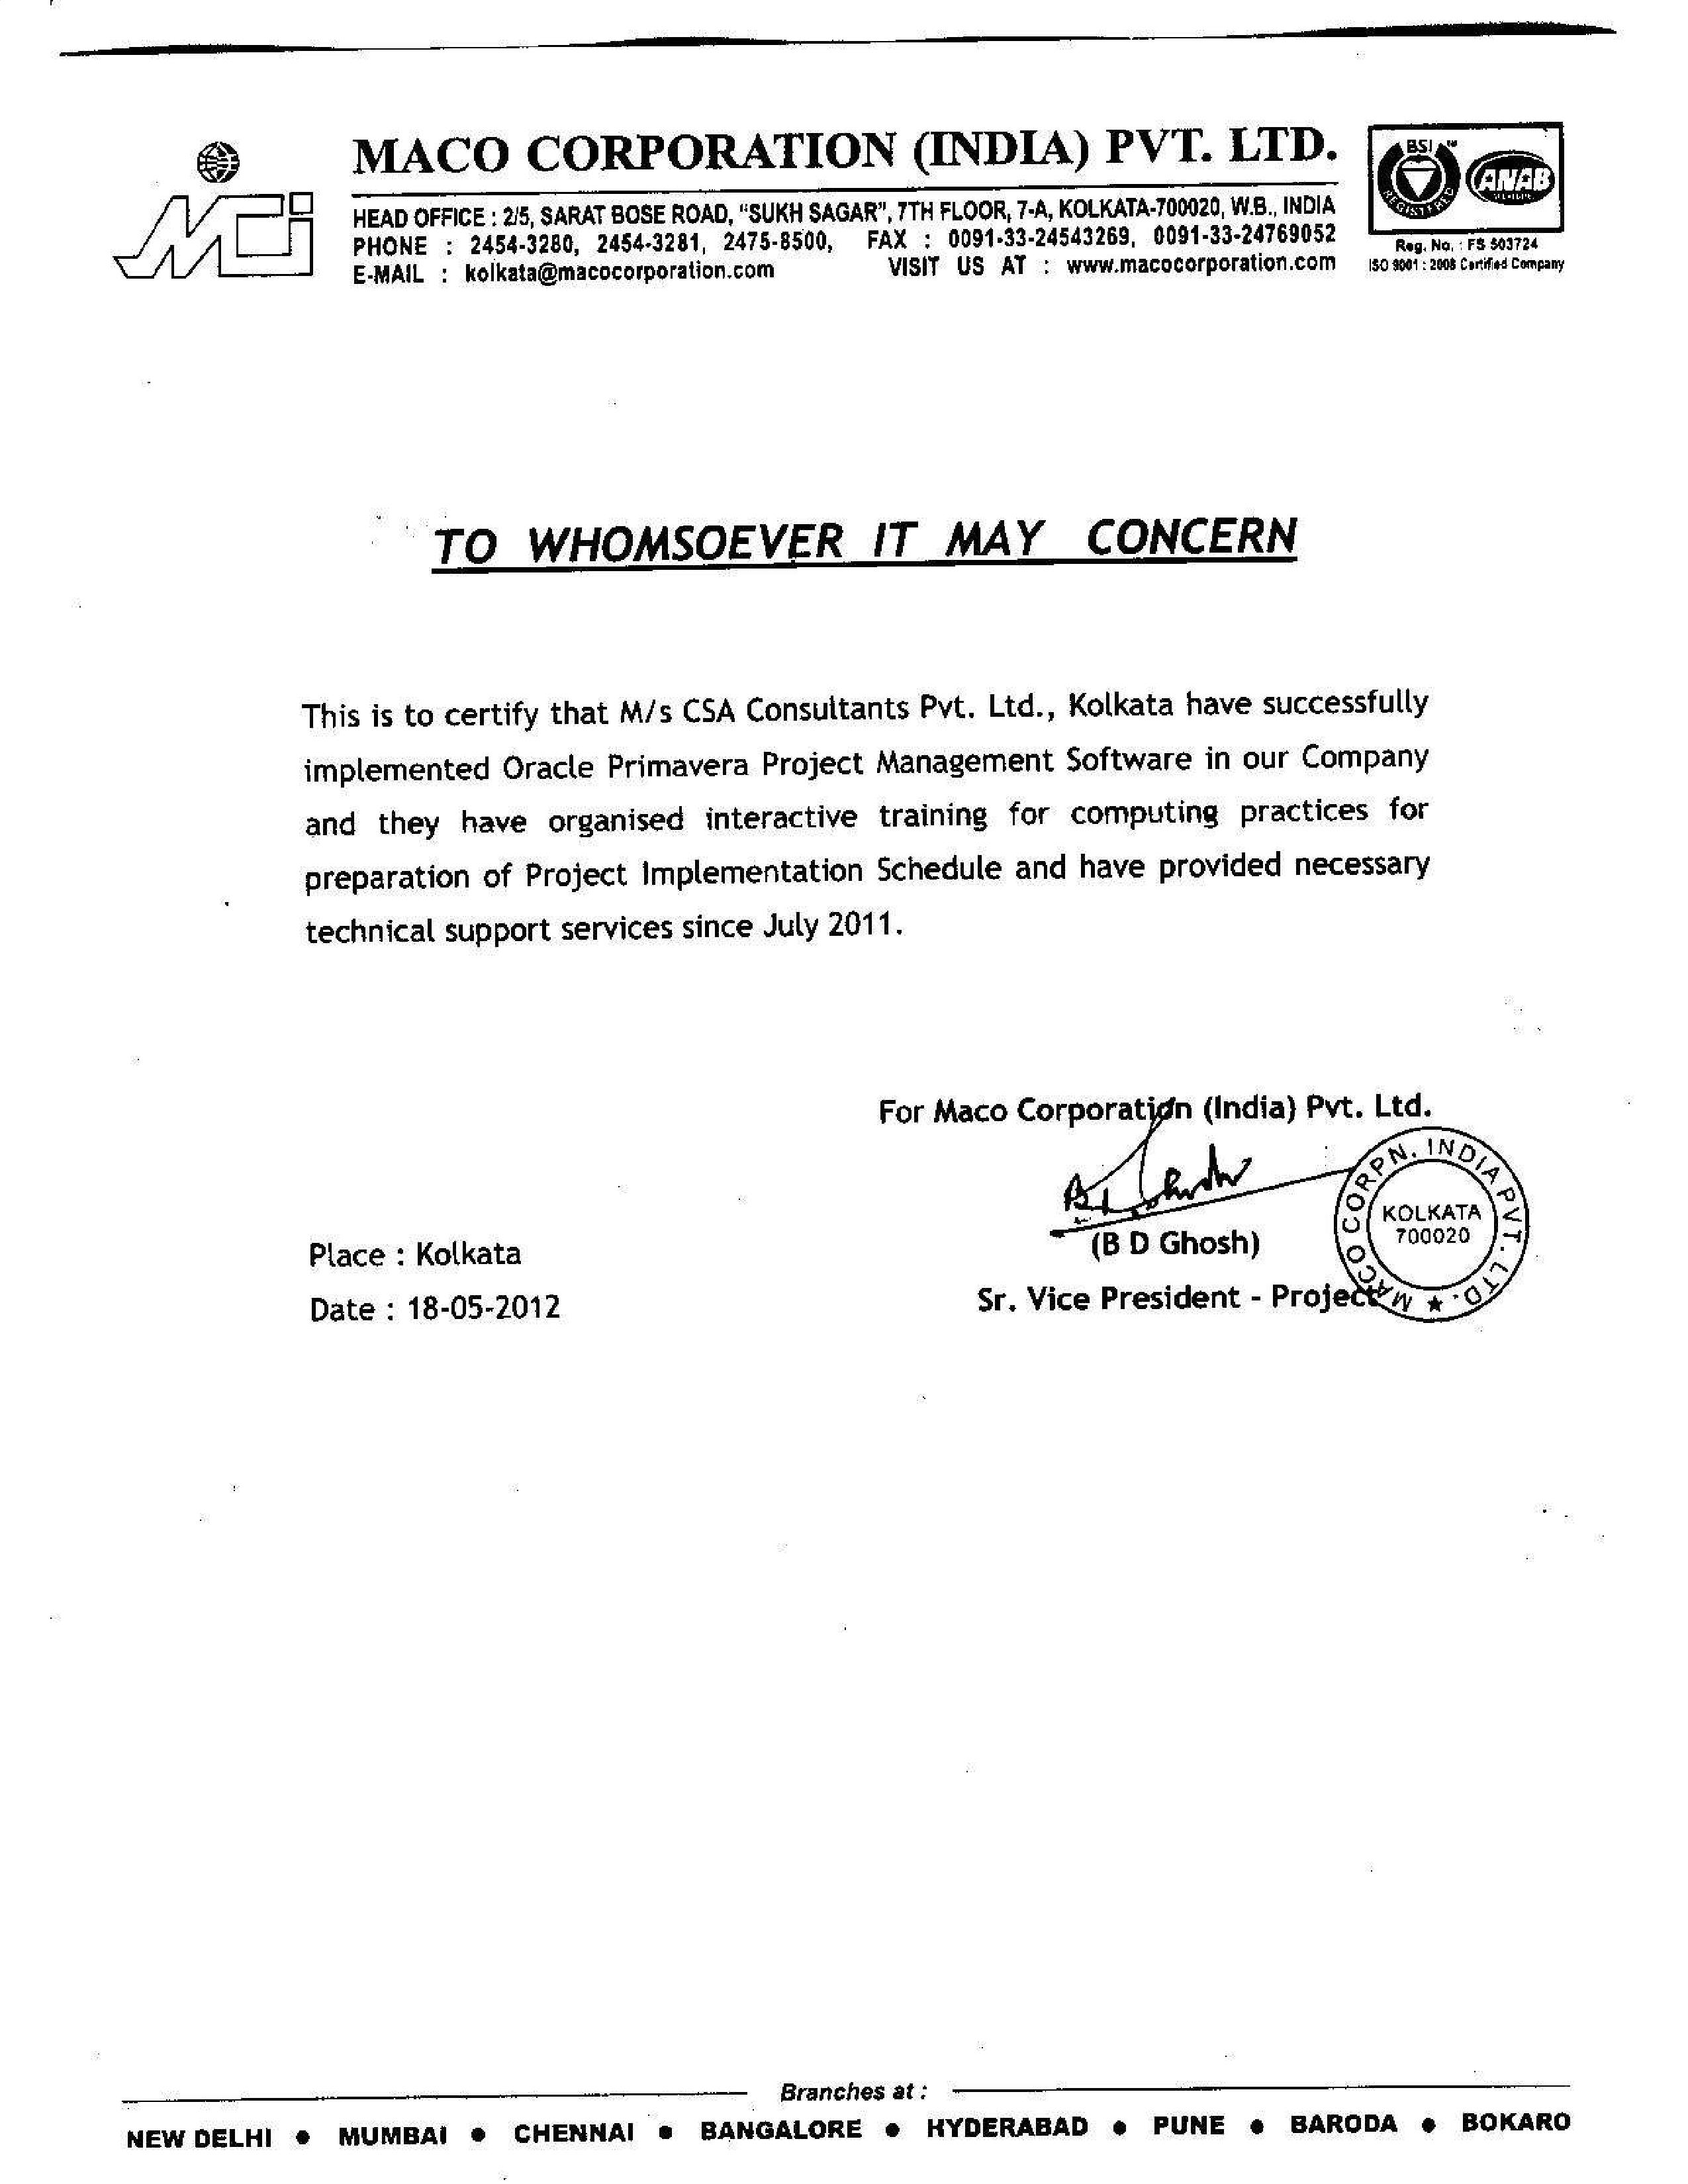 MACO CORPORATION (INDIA) PVT. LTD.
HEAD OFFICE : 2/5, SARAT BOSE ROAD, "SUKH SAGAR", 7TH FLOOR, 7-A, KOLKATA-700020, W.B., INDIA
PHONE : 2454-3280, 2454-3281, 2475-8500, FAX : 0091-33-24543269, 0091-33-24769052
E-MAIL : kolkata@macocorporation.com VISIT US AT : www.macocorporation.com
MCi
BSI
REGISTERED
ANAB
Reg. No. : FS 503724
ISO 9001 : 2008 Certified Company
TO WHOMSOEVER IT MAY CONCERN
This is to certify that M/s CSA Consultants Pvt. Ltd., Kolkata have successfully
implemented Oracle Primavera Project Management Software in our Company
and they have organised interactive training for computing practices for
preparation of Project Implementation Schedule and have provided necessary
technical support services since July 2011.
For Maco Corporation (India) Pvt. Ltd.
(B D Ghosh)
Sr. Vice President - Project
MACO CORPN. INDIA PVT. LTD.
KOLKATA
700020
Place : Kolkata
Date : 18-05-2012
Branches at :
NEW DELHI ● MUMBAI ● CHENNAI ● BANGALORE ● HYDERABAD ● PUNE ● BARODA ● BOKARO